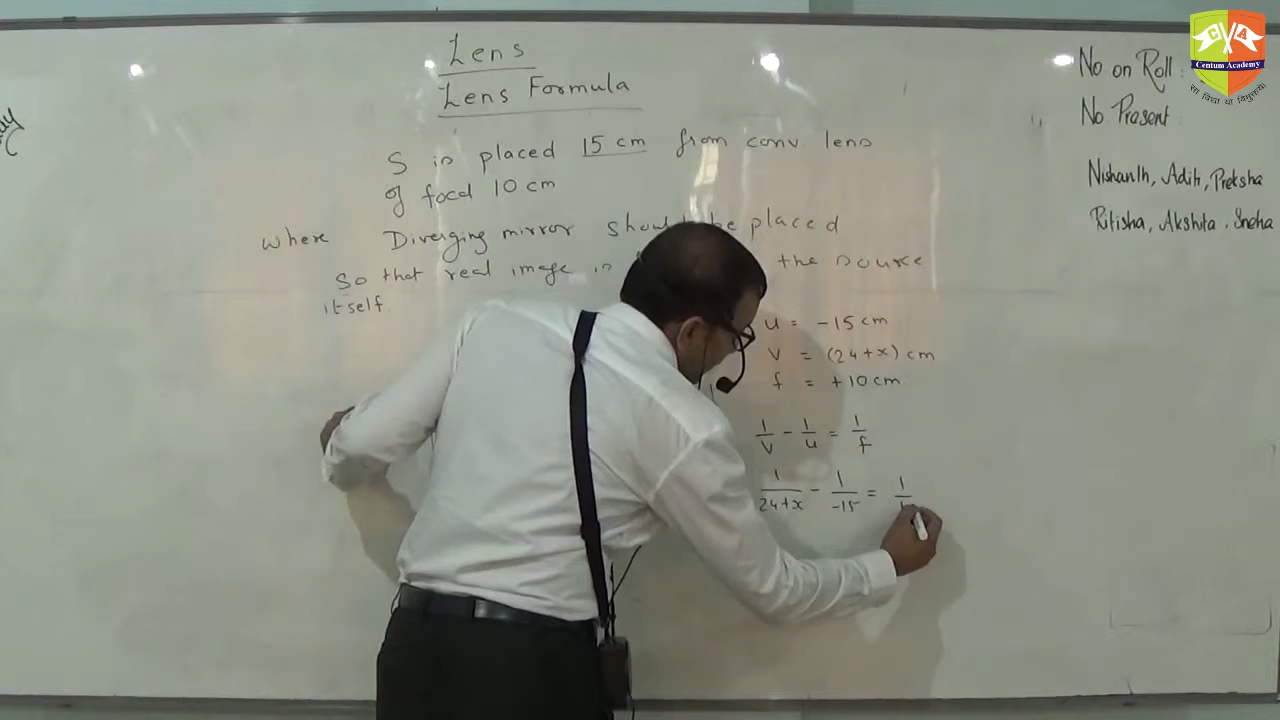 Lens
Lens Formula
S is placed 15 cm from conv lens
of focal 10 cm
where Diverging mirror should be placed
So that real image is the source
itself.
u = -15 cm
v = (24+x) cm
f = +10 cm
1/v - 1/u = 1/f
1/24+x - 1/-15 = 1/
No on Roll :
No Present
Nishanth, Aditi, Preksha
Ritisha, Akshita, Sneha
C A
Centum Academy